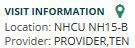 VISIT INFORMATION
Location: NHCU NH15-B
Provider: PROVIDER,TEN